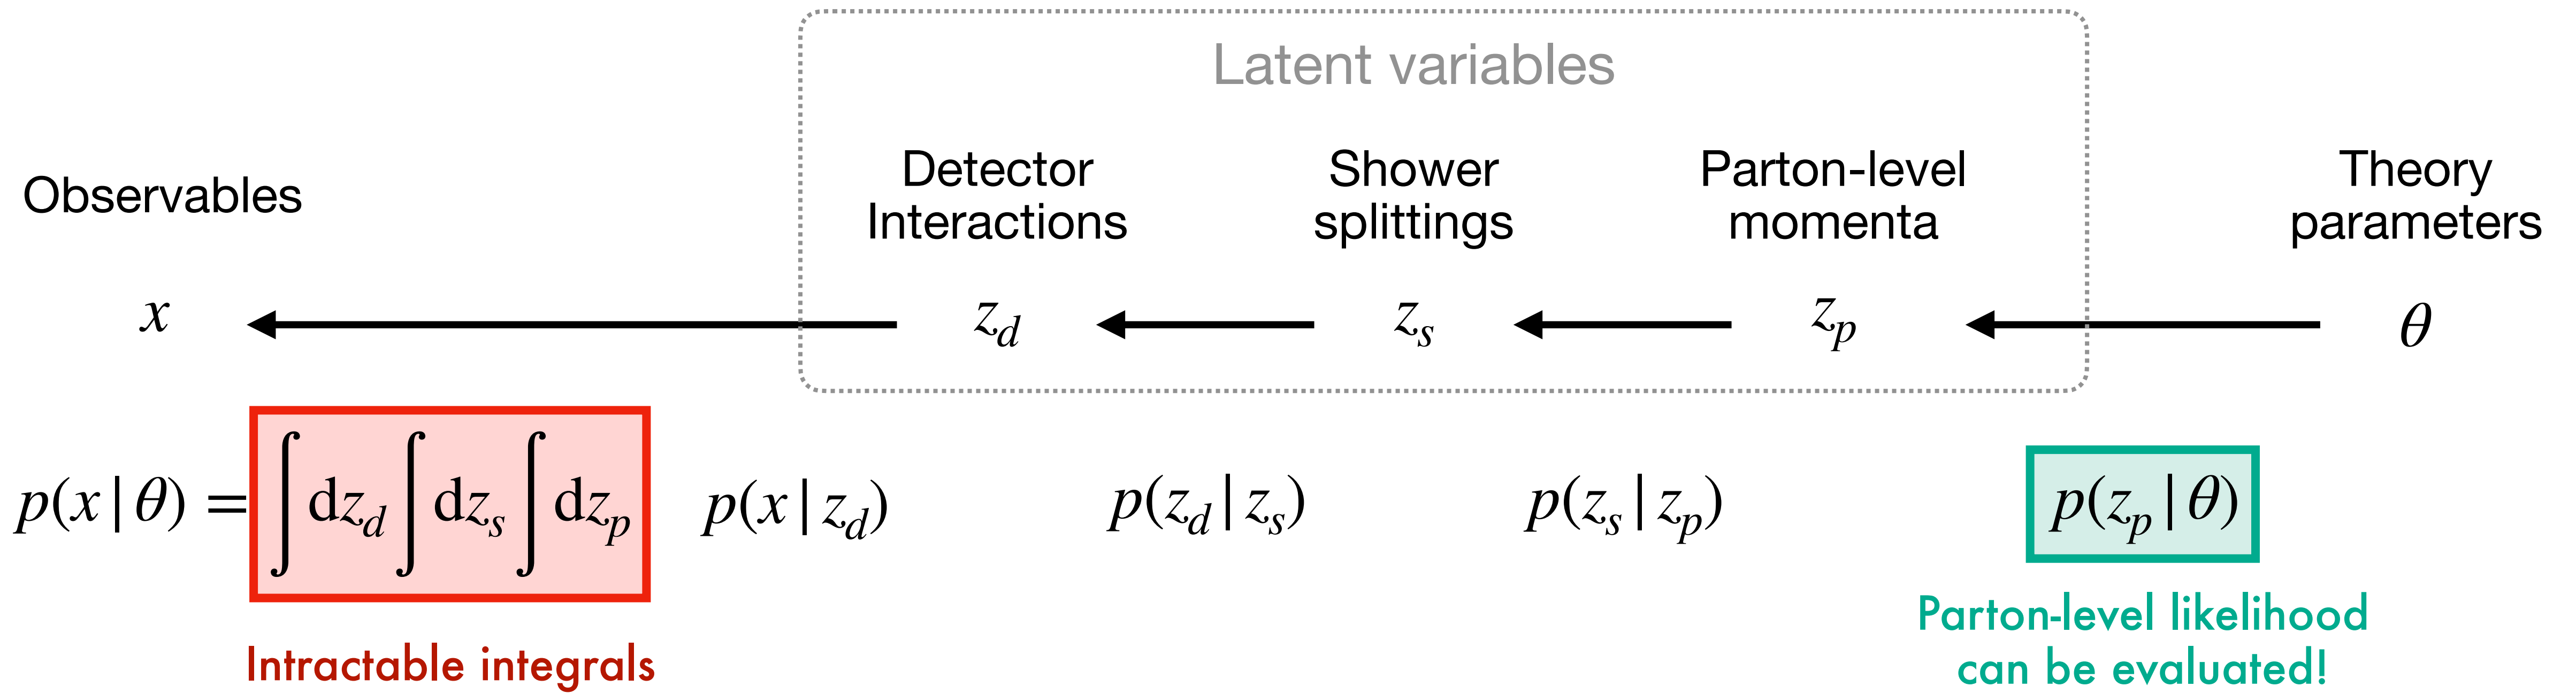 Latent variables
Observables
Detector
Interactions
Shower
splittings
Parton-level
momenta
Theory
parameters
x
z_d
z_s
z_p
θ
p(x|θ) = ∫dz_d ∫dz_s ∫dz_p p(x|z_d) p(z_d|z_s) p(z_s|z_p) p(z_p|θ)
Intractable integrals
Parton-level likelihood
can be evaluated!